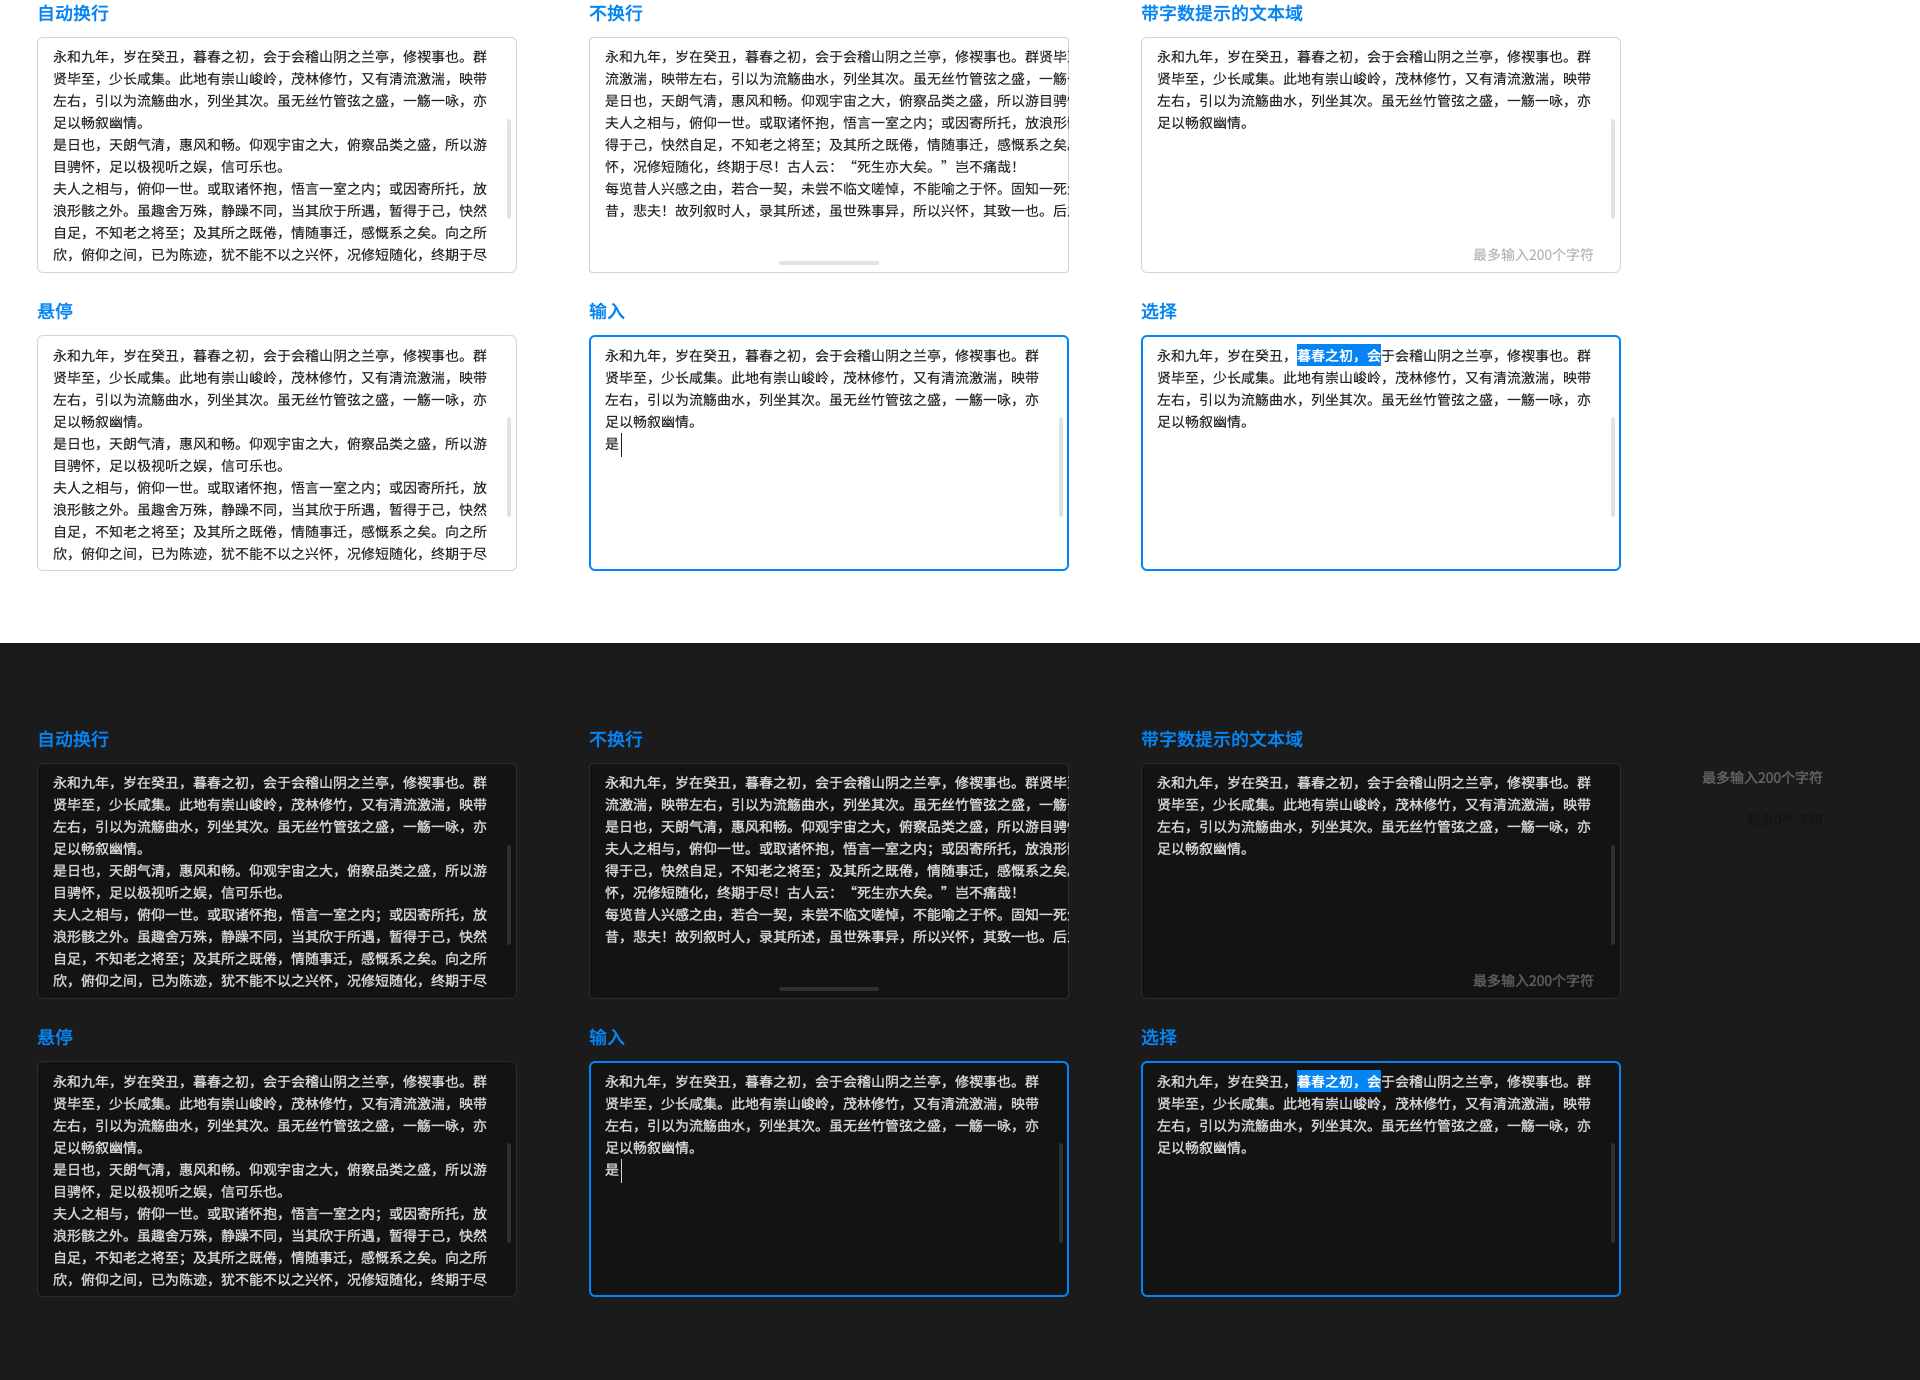 自动换行
永和九年，岁在癸丑，暮春之初，会于会稽山阴之兰亭，修禊事也。群
贤毕至，少长咸集。此地有崇山峻岭，茂林修竹，又有清流激湍，映带
左右，引以为流觞曲水，列坐其次。虽无丝竹管弦之盛，一觞一咏，亦
足以畅叙幽情。
是日也，天朗气清，惠风和畅。仰观宇宙之大，俯察品类之盛，所以游
目骋怀，足以极视听之娱，信可乐也。
夫人之相与，俯仰一世。或取诸怀抱，悟言一室之内；或因寄所托，放
浪形骸之外。虽趣舍万殊，静躁不同，当其欣于所遇，暂得于己，快然
自足，不知老之将至；及其所之既倦，情随事迁，感慨系之矣。向之所
欣，俯仰之间，已为陈迹，犹不能不以之兴怀，况修短随化，终期于尽
不换行
永和九年，岁在癸丑，暮春之初，会于会稽山阴之兰亭，修禊事也。群贤毕
流激湍，映带左右，引以为流觞曲水，列坐其次。虽无丝竹管弦之盛，一觞
是日也，天朗气清，惠风和畅。仰观宇宙之大，俯察品类之盛，所以游目骋
夫人之相与，俯仰一世。或取诸怀抱，悟言一室之内；或因寄所托，放浪形
得于己，快然自足，不知老之将至；及其所之既倦，情随事迁，感慨系之矣。
怀，况修短随化，终期于尽！古人云：“死生亦大矣。”岂不痛哉！
每览昔人兴感之由，若合一契，未尝不临文嗟悼，不能喻之于怀。固知一死
昔，悲夫！故列叙时人，录其所述，虽世殊事异，所以兴怀，其致一也。后
带字数提示的文本域
永和九年，岁在癸丑，暮春之初，会于会稽山阴之兰亭，修禊事也。群
贤毕至，少长咸集。此地有崇山峻岭，茂林修竹，又有清流激湍，映带
左右，引以为流觞曲水，列坐其次。虽无丝竹管弦之盛，一觞一咏，亦
足以畅叙幽情。
最多输入200个字符
悬停
永和九年，岁在癸丑，暮春之初，会于会稽山阴之兰亭，修禊事也。群
贤毕至，少长咸集。此地有崇山峻岭，茂林修竹，又有清流激湍，映带
左右，引以为流觞曲水，列坐其次。虽无丝竹管弦之盛，一觞一咏，亦
足以畅叙幽情。
是日也，天朗气清，惠风和畅。仰观宇宙之大，俯察品类之盛，所以游
目骋怀，足以极视听之娱，信可乐也。
夫人之相与，俯仰一世。或取诸怀抱，悟言一室之内；或因寄所托，放
浪形骸之外。虽趣舍万殊，静躁不同，当其欣于所遇，暂得于己，快然
自足，不知老之将至；及其所之既倦，情随事迁，感慨系之矣。向之所
欣，俯仰之间，已为陈迹，犹不能不以之兴怀，况修短随化，终期于尽
输入
永和九年，岁在癸丑，暮春之初，会于会稽山阴之兰亭，修禊事也。群
贤毕至，少长咸集。此地有崇山峻岭，茂林修竹，又有清流激湍，映带
左右，引以为流觞曲水，列坐其次。虽无丝竹管弦之盛，一觞一咏，亦
足以畅叙幽情。
是
选择
永和九年，岁在癸丑，暮春之初，会于会稽山阴之兰亭，修禊事也。群
贤毕至，少长咸集。此地有崇山峻岭，茂林修竹，又有清流激湍，映带
左右，引以为流觞曲水，列坐其次。虽无丝竹管弦之盛，一觞一咏，亦
足以畅叙幽情。
自动换行
永和九年，岁在癸丑，暮春之初，会于会稽山阴之兰亭，修禊事也。群
贤毕至，少长咸集。此地有崇山峻岭，茂林修竹，又有清流激湍，映带
左右，引以为流觞曲水，列坐其次。虽无丝竹管弦之盛，一觞一咏，亦
足以畅叙幽情。
是日也，天朗气清，惠风和畅。仰观宇宙之大，俯察品类之盛，所以游
目骋怀，足以极视听之娱，信可乐也。
夫人之相与，俯仰一世。或取诸怀抱，悟言一室之内；或因寄所托，放
浪形骸之外。虽趣舍万殊，静躁不同，当其欣于所遇，暂得于己，快然
自足，不知老之将至；及其所之既倦，情随事迁，感慨系之矣。向之所
欣，俯仰之间，已为陈迹，犹不能不以之兴怀，况修短随化，终期于尽
不换行
永和九年，岁在癸丑，暮春之初，会于会稽山阴之兰亭，修禊事也。群贤毕
流激湍，映带左右，引以为流觞曲水，列坐其次。虽无丝竹管弦之盛，一觞
是日也，天朗气清，惠风和畅。仰观宇宙之大，俯察品类之盛，所以游目骋
夫人之相与，俯仰一世。或取诸怀抱，悟言一室之内；或因寄所托，放浪形
得于己，快然自足，不知老之将至；及其所之既倦，情随事迁，感慨系之矣。
怀，况修短随化，终期于尽！古人云：“死生亦大矣。”岂不痛哉！
每览昔人兴感之由，若合一契，未尝不临文嗟悼，不能喻之于怀。固知一死
昔，悲夫！故列叙时人，录其所述，虽世殊事异，所以兴怀，其致一也。后
带字数提示的文本域
永和九年，岁在癸丑，暮春之初，会于会稽山阴之兰亭，修禊事也。群
贤毕至，少长咸集。此地有崇山峻岭，茂林修竹，又有清流激湍，映带
左右，引以为流觞曲水，列坐其次。虽无丝竹管弦之盛，一觞一咏，亦
足以畅叙幽情。
最多输入200个字符
最多输入200个字符
剩余0个字符
悬停
永和九年，岁在癸丑，暮春之初，会于会稽山阴之兰亭，修禊事也。群
贤毕至，少长咸集。此地有崇山峻岭，茂林修竹，又有清流激湍，映带
左右，引以为流觞曲水，列坐其次。虽无丝竹管弦之盛，一觞一咏，亦
足以畅叙幽情。
是日也，天朗气清，惠风和畅。仰观宇宙之大，俯察品类之盛，所以游
目骋怀，足以极视听之娱，信可乐也。
夫人之相与，俯仰一世。或取诸怀抱，悟言一室之内；或因寄所托，放
浪形骸之外。虽趣舍万殊，静躁不同，当其欣于所遇，暂得于己，快然
自足，不知老之将至；及其所之既倦，情随事迁，感慨系之矣。向之所
欣，俯仰之间，已为陈迹，犹不能不以之兴怀，况修短随化，终期于尽
输入
永和九年，岁在癸丑，暮春之初，会于会稽山阴之兰亭，修禊事也。群
贤毕至，少长咸集。此地有崇山峻岭，茂林修竹，又有清流激湍，映带
左右，引以为流觞曲水，列坐其次。虽无丝竹管弦之盛，一觞一咏，亦
足以畅叙幽情。
是
选择
永和九年，岁在癸丑，暮春之初，会于会稽山阴之兰亭，修禊事也。群
贤毕至，少长咸集。此地有崇山峻岭，茂林修竹，又有清流激湍，映带
左右，引以为流觞曲水，列坐其次。虽无丝竹管弦之盛，一觞一咏，亦
足以畅叙幽情。